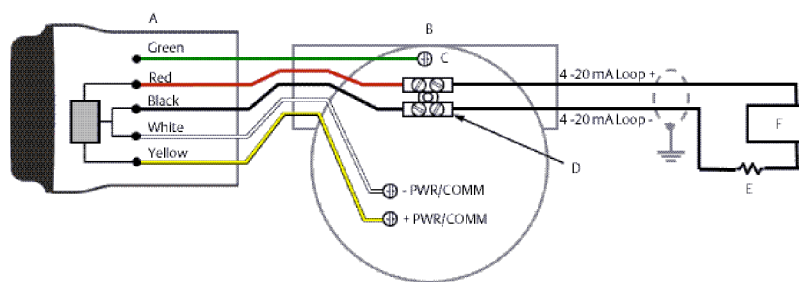 A
B
Green
C
Red
4 -20 mA Loop +
Black
F
White
4 -20 mA Loop -
Yellow
D
E
- PWR/COMM
+ PWR/COMM